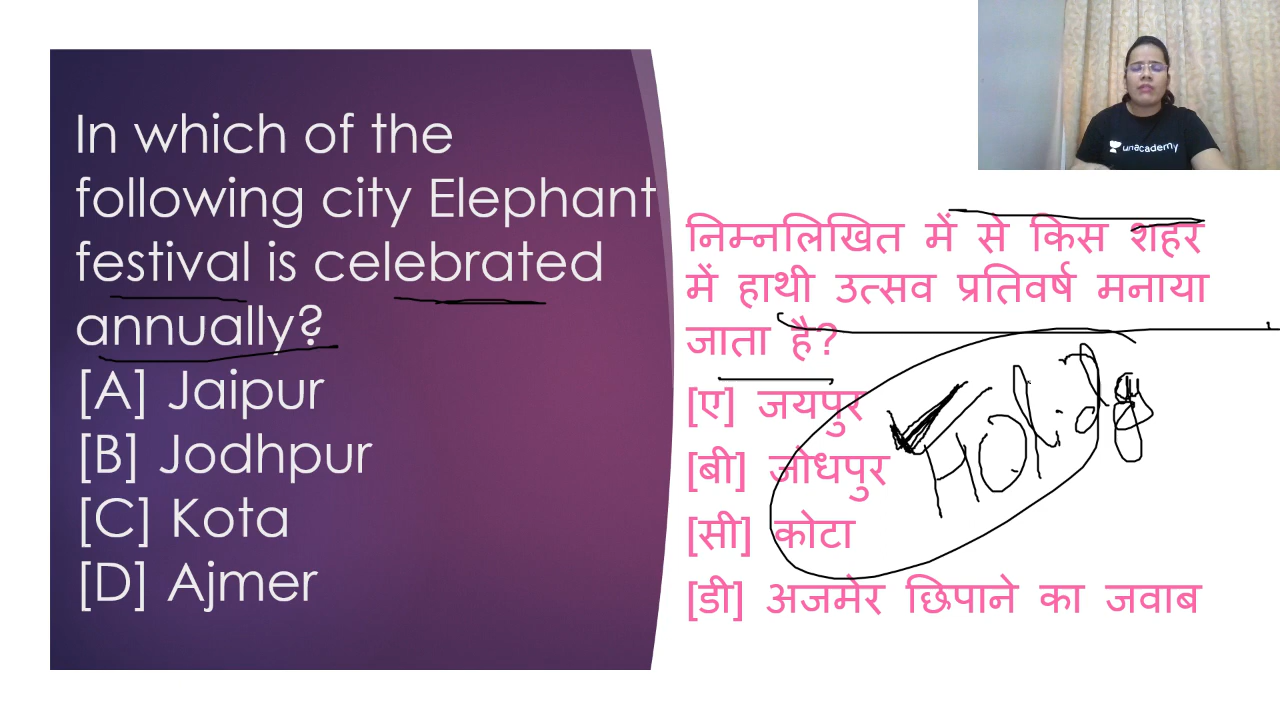 In which of the
following city Elephant
festival is celebrated
annually?
[A] Jaipur
[B] Jodhpur
[C] Kota
[D] Ajmer
निम्नलिखित में से किस शहर
में हाथी उत्सव प्रतिवर्ष मनाया
जाता है?
[ए] जयपुर
[बी] जोधपुर
[सी] कोटा
[डी] अजमेर छिपाने का जवाब
Holiday
unacademy